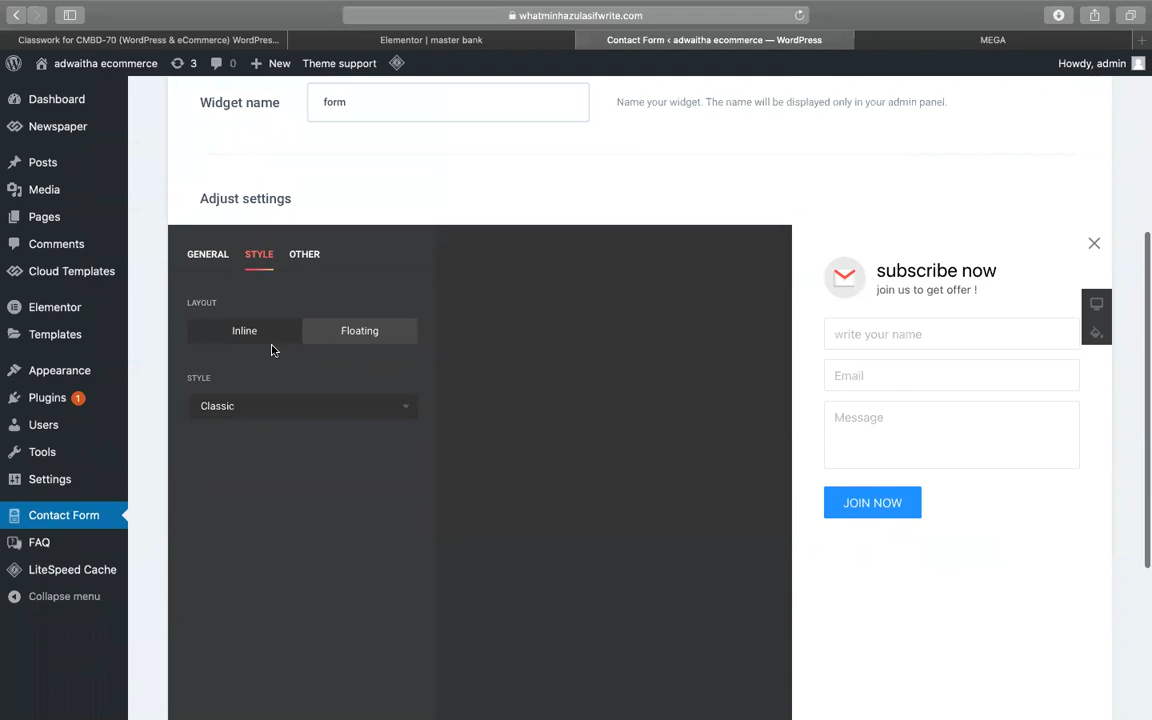 whatminhazulasifwrite.com
Classwork for CMBD-70 (WordPress & eCommerce) WordPres...
Elementor | master bank
Contact Form ‹ adwaitha ecommerce — WordPress
MEGA
adwaitha ecommerce
3
0
New
Theme support
Howdy, admin
Dashboard
Newspaper
Posts
Media
Pages
Comments
Cloud Templates
Elementor
Templates
Appearance
Plugins 1
Users
Tools
Settings
Contact Form
FAQ
LiteSpeed Cache
Collapse menu
Widget name
form
Name your widget. The name will be displayed only in your admin panel.
Adjust settings
GENERAL STYLE OTHER
LAYOUT
Inline Floating
STYLE
Classic
subscribe now
join us to get offer !
write your name
Email
Message
JOIN NOW